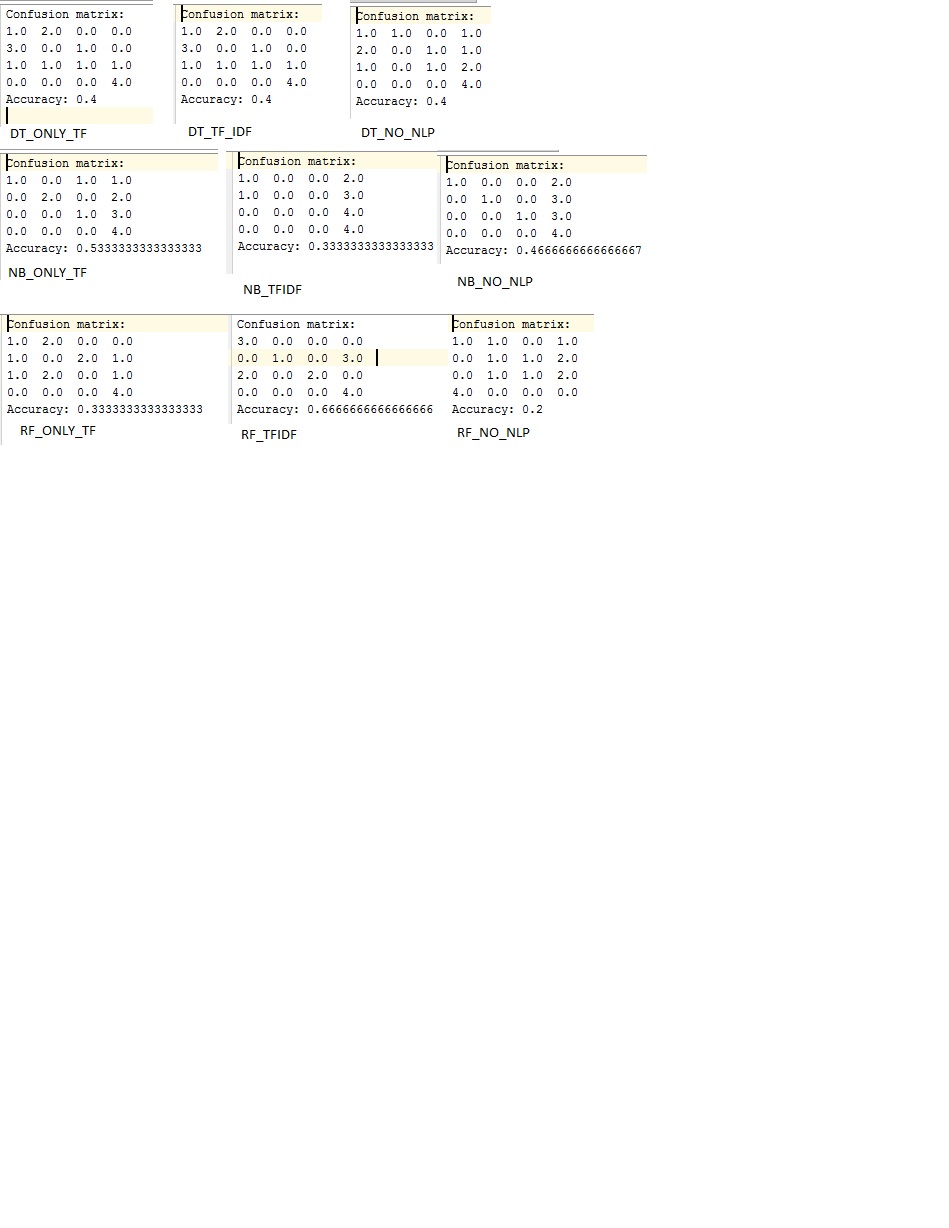 Confusion matrix:
1.0 2.0 0.0 0.0
3.0 0.0 1.0 0.0
1.0 1.0 1.0 1.0
0.0 0.0 0.0 4.0
Accuracy: 0.4
DT_ONLY_TF
Confusion matrix:
1.0 2.0 0.0 0.0
3.0 0.0 1.0 0.0
1.0 1.0 1.0 1.0
0.0 0.0 0.0 4.0
Accuracy: 0.4
DT_TF_IDF
Confusion matrix:
1.0 1.0 0.0 1.0
2.0 0.0 1.0 1.0
1.0 0.0 1.0 2.0
0.0 0.0 0.0 4.0
Accuracy: 0.4
DT_NO_NLP
Confusion matrix:
1.0 0.0 1.0 1.0
0.0 2.0 0.0 2.0
0.0 0.0 1.0 3.0
0.0 0.0 0.0 4.0
Accuracy: 0.5333333333333333
NB_ONLY_TF
Confusion matrix:
1.0 0.0 0.0 2.0
1.0 0.0 0.0 3.0
0.0 0.0 0.0 4.0
0.0 0.0 0.0 4.0
Accuracy: 0.3333333333333333
NB_TFIDF
Confusion matrix:
1.0 0.0 0.0 2.0
0.0 1.0 0.0 3.0
0.0 0.0 1.0 3.0
0.0 0.0 0.0 4.0
Accuracy: 0.4666666666666667
NB_NO_NLP
Confusion matrix:
1.0 2.0 0.0 0.0
1.0 0.0 2.0 1.0
1.0 2.0 0.0 1.0
0.0 0.0 0.0 4.0
Accuracy: 0.3333333333333333
RF_ONLY_TF
Confusion matrix:
3.0 0.0 0.0 0.0
0.0 1.0 0.0 3.0
2.0 0.0 2.0 0.0
0.0 0.0 0.0 4.0
Accuracy: 0.6666666666666666
RF_TFIDF
Confusion matrix:
1.0 1.0 0.0 1.0
0.0 1.0 1.0 2.0
0.0 1.0 1.0 2.0
4.0 0.0 0.0 0.0
Accuracy: 0.2
RF_NO_NLP